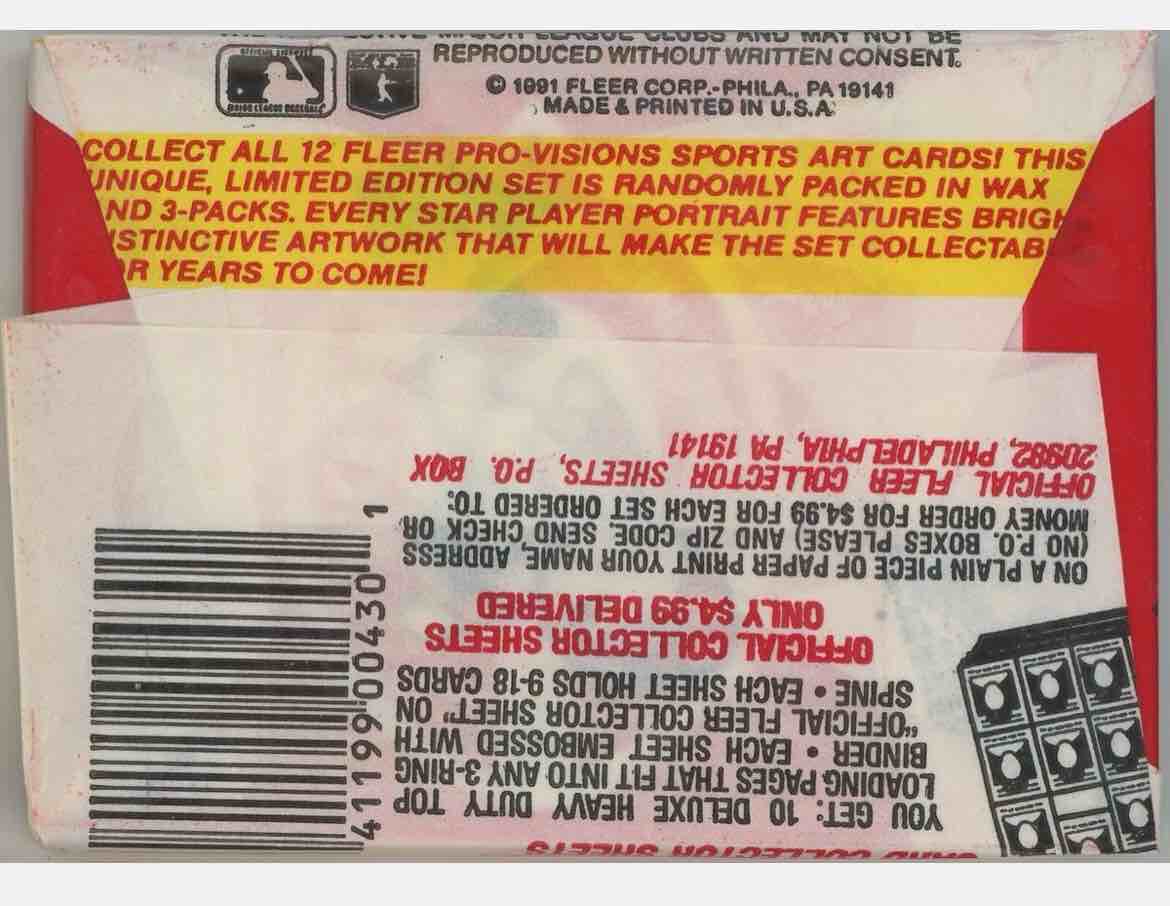 REPRODUCED WITHOUT WRITTEN CONSENT.
© 1991 FLEER CORP.-PHILA., PA 19141
MADE & PRINTED IN U.S.A.
COLLECT ALL 12 FLEER PRO-VISIONS SPORTS ART CARDS! THIS
UNIQUE, LIMITED EDITION SET IS RANDOMLY PACKED IN WAX
ND 3-PACKS. EVERY STAR PLAYER PORTRAIT FEATURES BRIGH
ISTINCTIVE ARTWORK THAT WILL MAKE THE SET COLLECTAB
R YEARS TO COME!
YOU GET: 10 DELUXE HEAVY DUTY TOP
LOADING PAGES THAT FIT INTO ANY 3-RING
BINDER • EACH SHEET EMBOSSED WITH
"OFFICIAL FLEER COLLECTOR SHEET" ON
SPINE • EACH SHEET HOLDS 9-18 CARDS
OFFICIAL COLLECTOR SHEETS
ONLY $4.99 DELIVERED
ON A PLAIN PIECE OF PAPER PRINT YOUR NAME, ADDRESS
(NO P.O. BOXES PLEASE) AND ZIP CODE. SEND CHECK OR
MONEY ORDER FOR $4.99 FOR EACH SET ORDERED TO:
OFFICIAL FLEER COLLECTOR SHEETS, P.O. BOX
20982, PHILADELPHIA, PA 19141
4 1199 00430 1